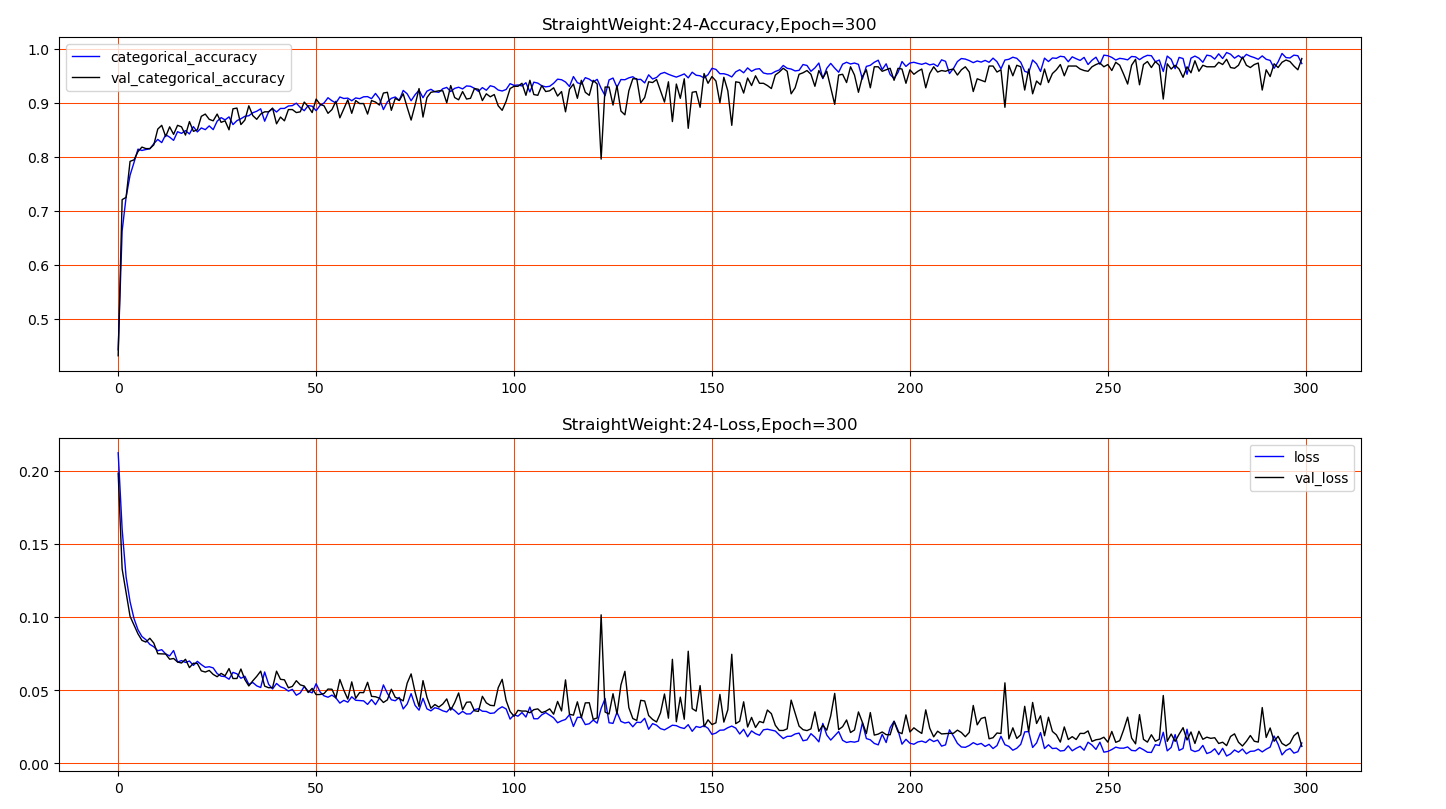 StraightWeight:24-Accuracy,Epoch=300
categorical_accuracy
val_categorical_accuracy
1.0
0.9
0.8
0.7
0.6
0.5
0 50 100 150 200 250 300
StraightWeight:24-Loss,Epoch=300
loss
val_loss
0.20
0.15
0.10
0.05
0.00
0 50 100 150 200 250 300